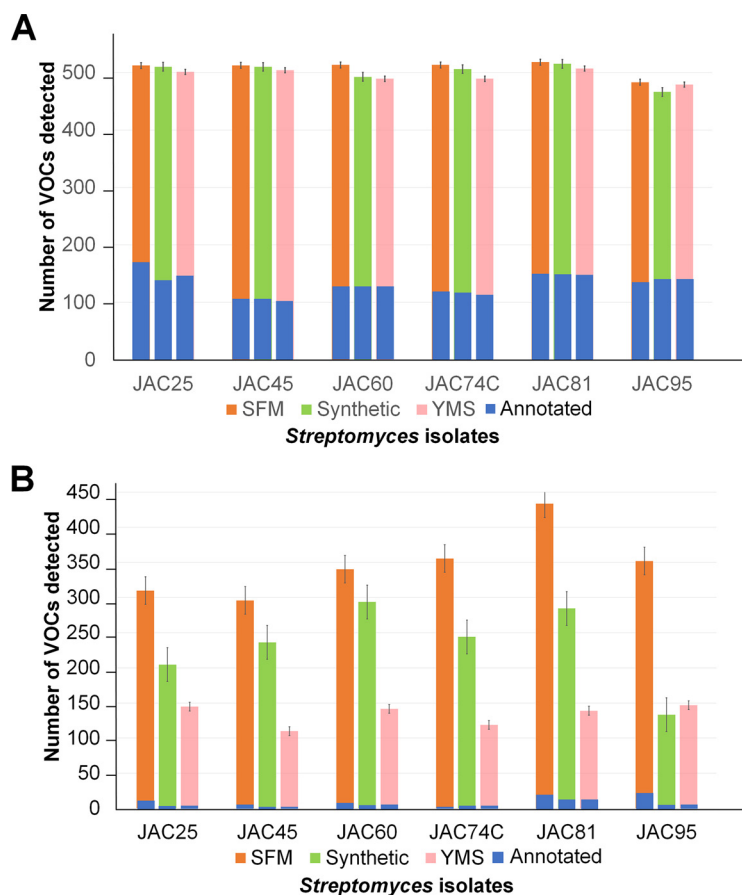 A
Number of VOCs detected
500
400
300
200
100
0
JAC25 JAC45 JAC60 JAC74C JAC81 JAC95
SFM Synthetic YMS Annotated
Streptomyces isolates
B
Number of VOCs detected
450
400
350
300
250
200
150
100
50
0
JAC25 JAC45 JAC60 JAC74C JAC81 JAC95
SFM Synthetic YMS Annotated
Streptomyces isolates